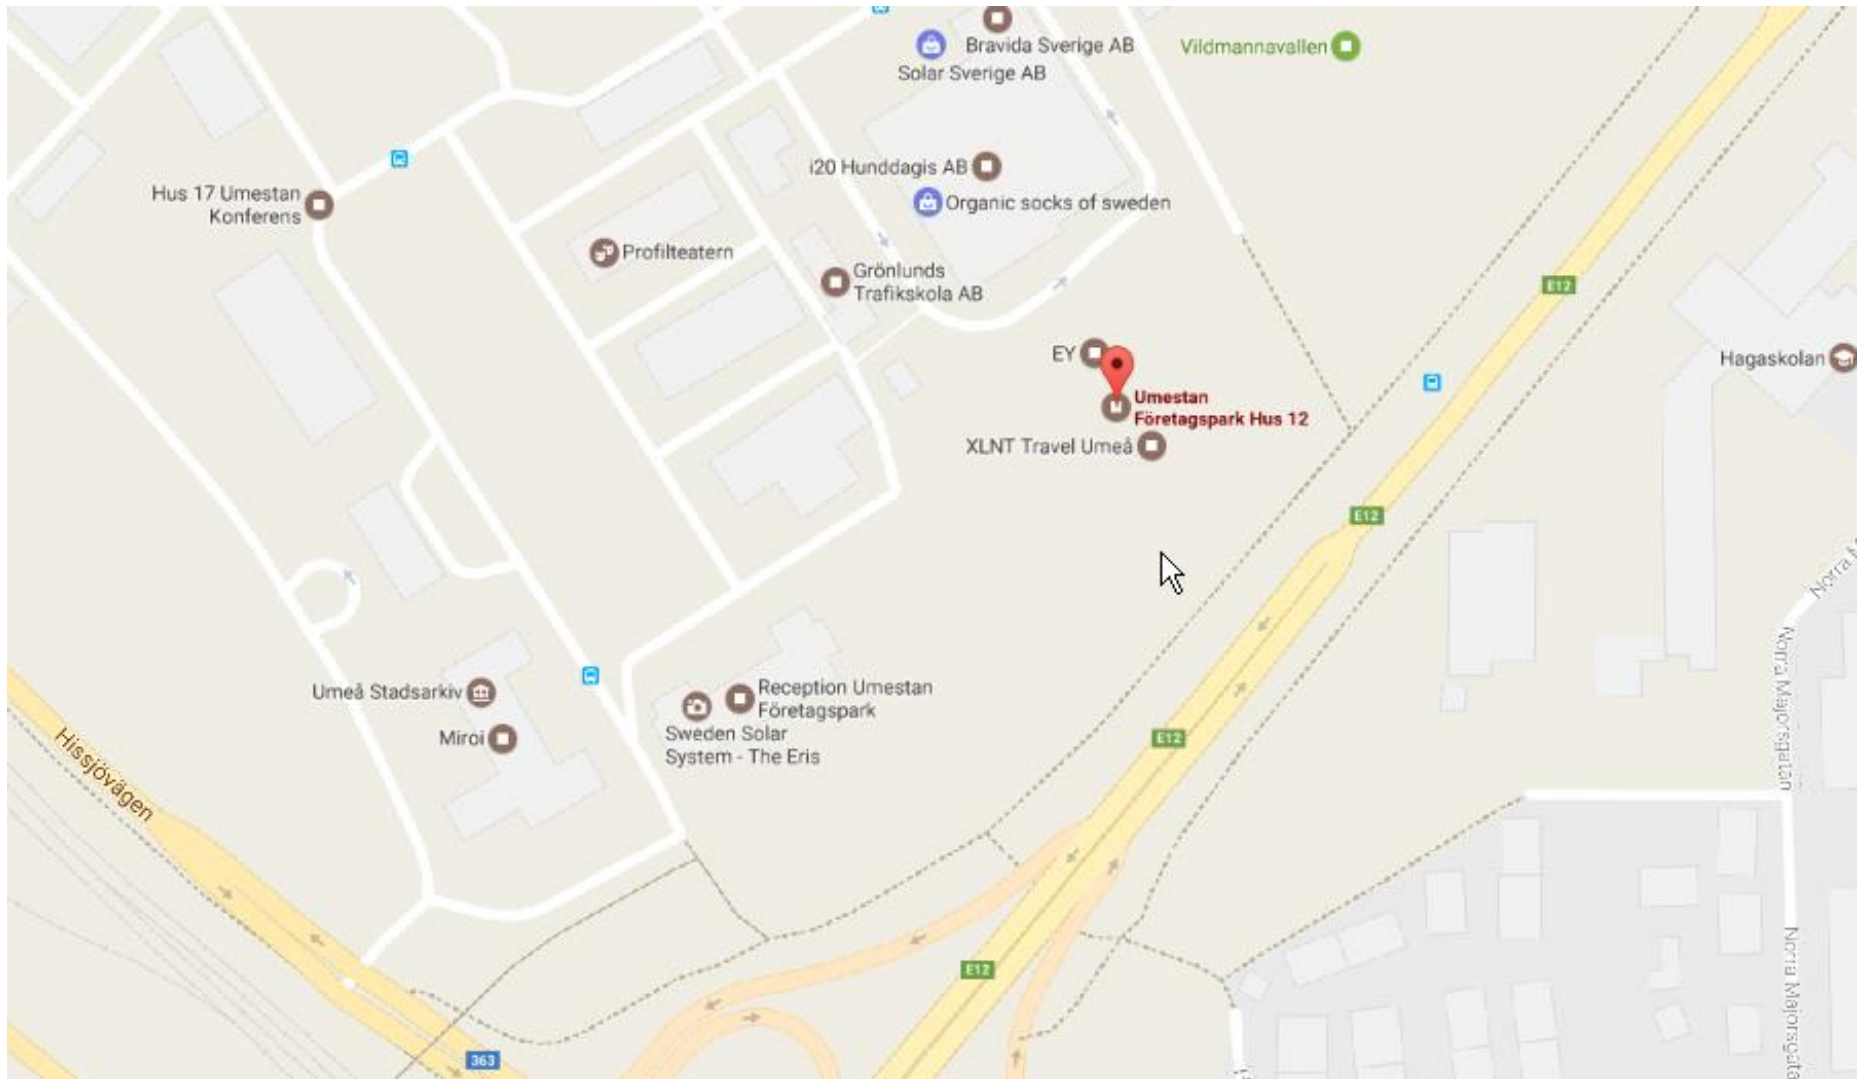 Bravida Sverige AB
Solar Sverige AB
Vildmannavallen
i20 Hunddagis AB
Organic socks of sweden
Hus 17 Umestan
Konferens
Profilteatern
Grönlunds
Trafikskola AB
E12
EY
Hagaskolan
Umestan
Företagspark Hus 12
XLNT Travel Umeå
E12
Norra
Norra Majorsgatan
Umeå Stadsarkiv
Miroi
Reception Umestan
Företagspark
Sweden Solar
System - The Eris
E12
Hissjövägen
E12
Norra Majorsgata
363